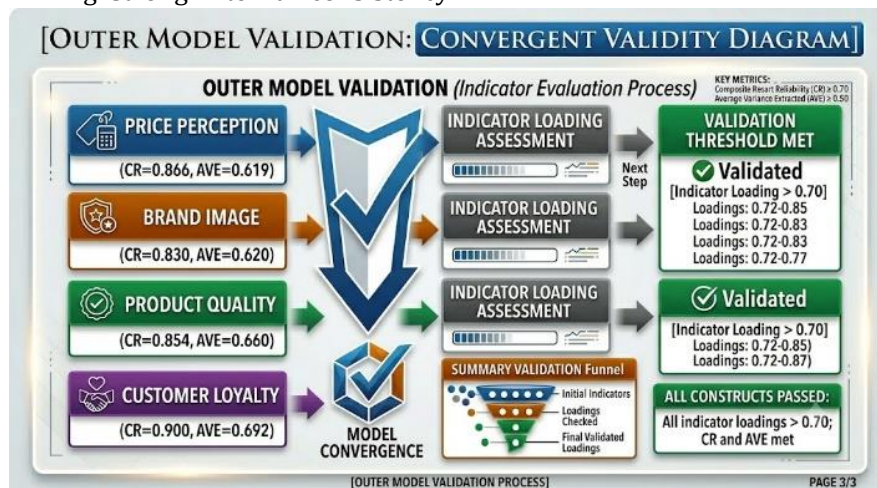 [OUTER MODEL VALIDATION: CONVERGENT VALIDITY DIAGRAM]
OUTER MODEL VALIDATION (Indicator Evaluation Process)
KEY METRICS:
Composite Resart Reliability (CR) ≥ 0.70
Average Variance Extracted (AVE) ≥ 0.50
PRICE PERCEPTION
(CR=0.866, AVE=0.619)
BRAND IMAGE
(CR=0.830, AVE=0.620)
PRODUCT QUALITY
(CR=0.854, AVE=0.660)
CUSTOMER LOYALTY
(CR=0.900, AVE=0.692)
MODEL
CONVERGENCE
INDICATOR LOADING
ASSESSMENT
INDICATOR LOADING
ASSESSMENT
INDICATOR LOADING
ASSESSMENT
Next
Step
SUMMARY VALIDATION Funnel
Initial Indicators
Loadings
Checked
Final Validated
Loadings
VALIDATION
THRESHOLD MET
Validated
[Indicator Loading > 0.70]
Loadings: 0.72-0.85
Loadings: 0.72-0.83
Loadings: 0.72-0.83
Loadings: 0.72-0.77
Validated
[Indicator Loading > 0.70]
Loadings: 0.72-0.85)
Loadings: 0.72-0.87)
ALL CONSTRUCTS PASSED:
All indicator loadings > 0.70;
CR and AVE met
[OUTER MODEL VALIDATION PROCESS]
PAGE 3/3